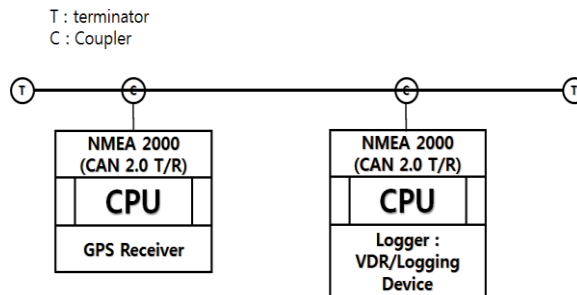 T : terminator
C : Coupler
T C C T
NMEA 2000
(CAN 2.0 T/R)
CPU
GPS Receiver
NMEA 2000
(CAN 2.0 T/R)
CPU
Logger :
VDR/Logging
Device